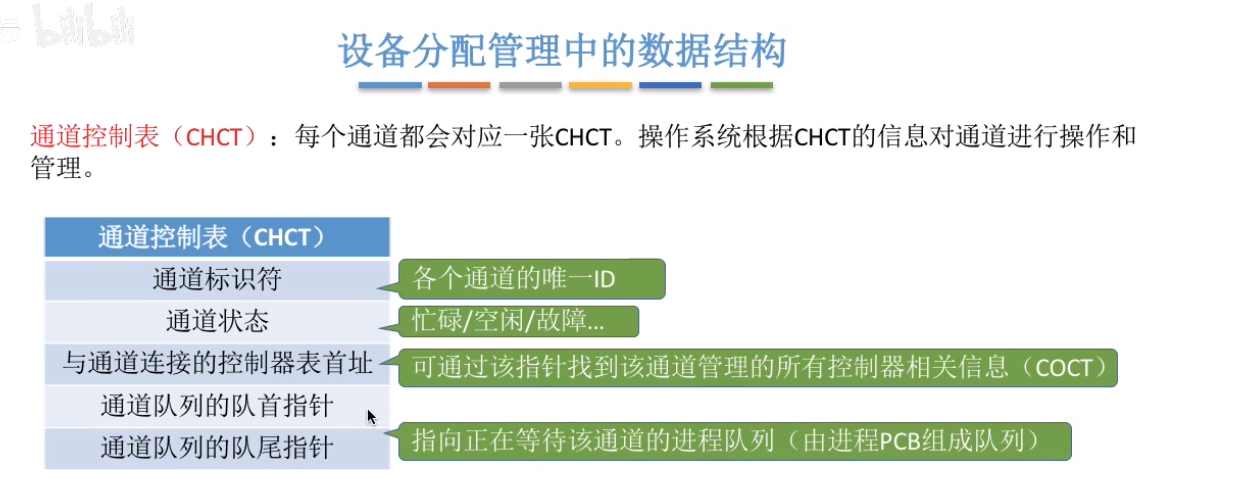 bilibili
设备分配管理中的数据结构
通道控制表（CHCT）：每个通道都会对应一张CHCT。操作系统根据CHCT的信息对通道进行操作和
管理。
通道控制表（CHCT）
通道标识符
各个通道的唯一ID
通道状态
忙碌/空闲/故障...
与通道连接的控制器表首址
可通过该指针找到该通道管理的所有控制器相关信息（COCT）
通道队列的队首指针
通道队列的队尾指针
指向正在等待该通道的进程队列（由进程PCB组成队列）